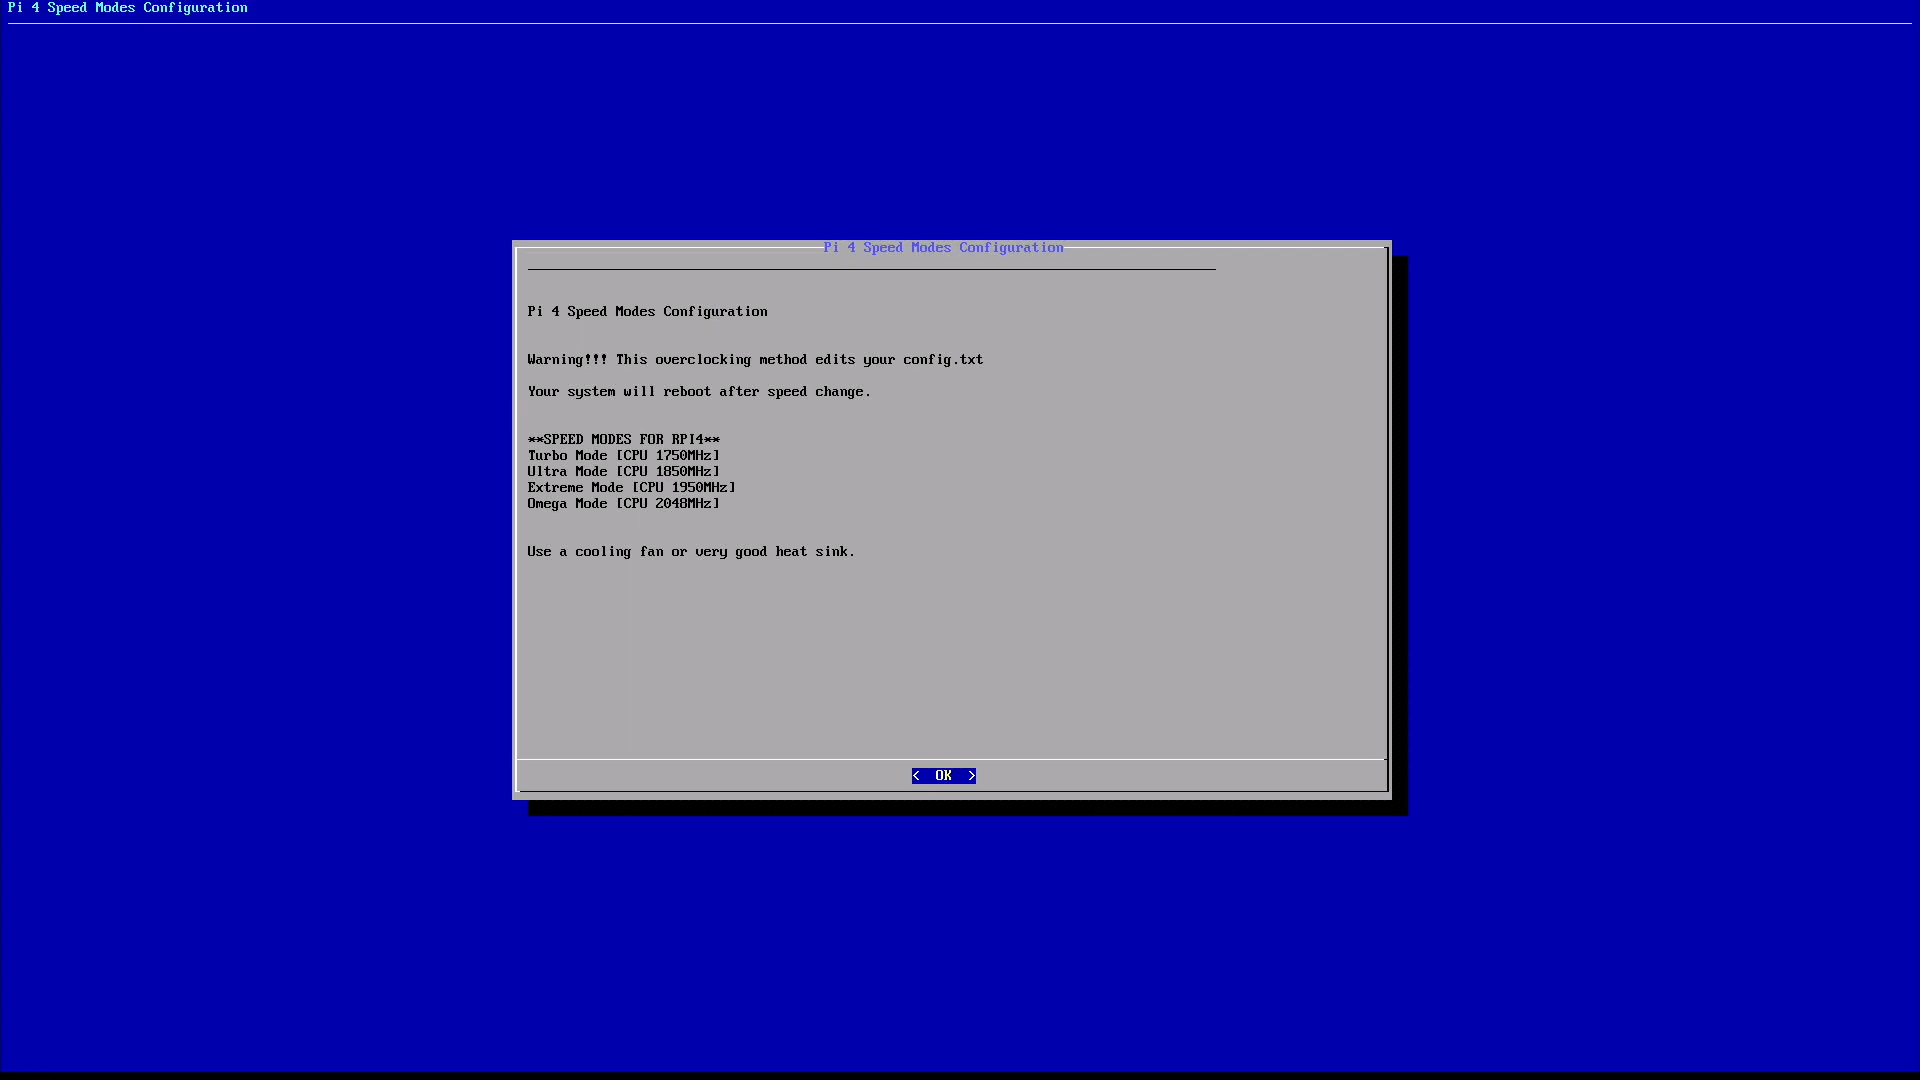 Pi 4 Speed Modes Configuration
Pi 4 Speed Modes Configuration
Pi 4 Speed Modes Configuration
Warning!!! This overclocking method edits your config.txt
Your system will reboot after speed change.
**SPEED MODES FOR RPI4**
Turbo Mode [CPU 1750MHz]
Ultra Mode [CPU 1850MHz]
Extreme Mode [CPU 1950MHz]
Omega Mode [CPU 2048MHz]
Use a cooling fan or very good heat sink.
<  OK  >